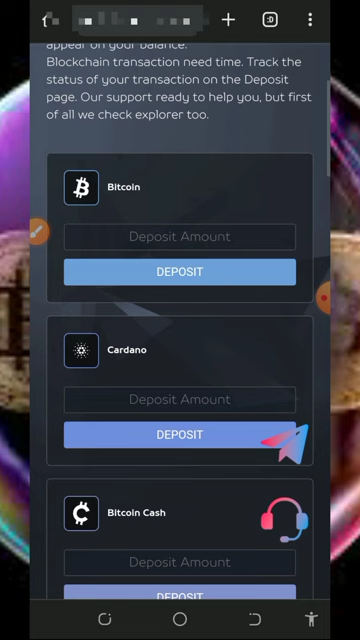 :D
appear on your balance.
Blockchain transaction need time. Track the
status of your transaction on the Deposit
page. Our support ready to help you, but first
of all we check explorer too.
Bitcoin
Deposit Amount
DEPOSIT
Cardano
Deposit Amount
DEPOSIT
Bitcoin Cash
Deposit Amount
DEPOSIT